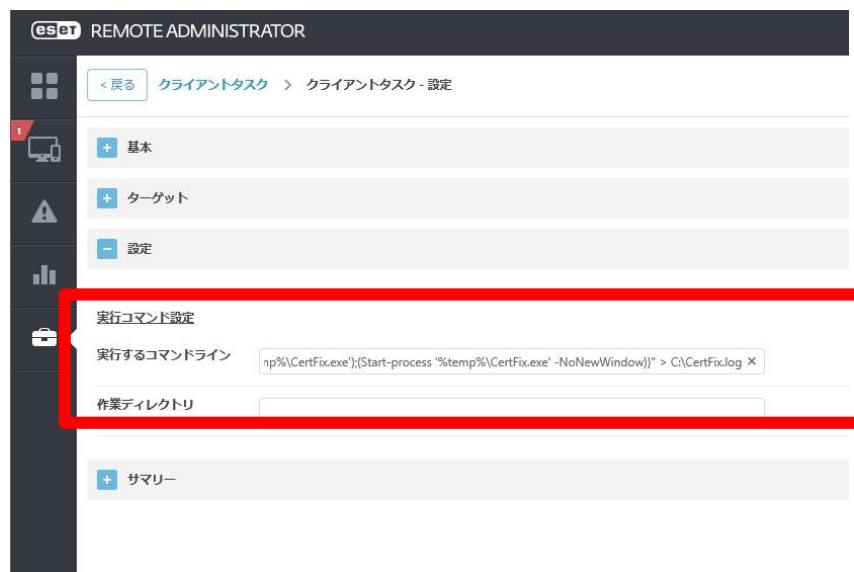 eset REMOTE ADMINISTRATOR
<戻る クライアントタスク > クライアントタスク - 設定
1
+ 基本
+ ターゲット
− 設定
実行コマンド設定
実行するコマンドライン np%\CertFix.exe');(Start-process '%temp%\CertFix.exe' -NoNewWindow)}" > C:\CertFix.log ×
作業ディレクトリ
+ サマリー